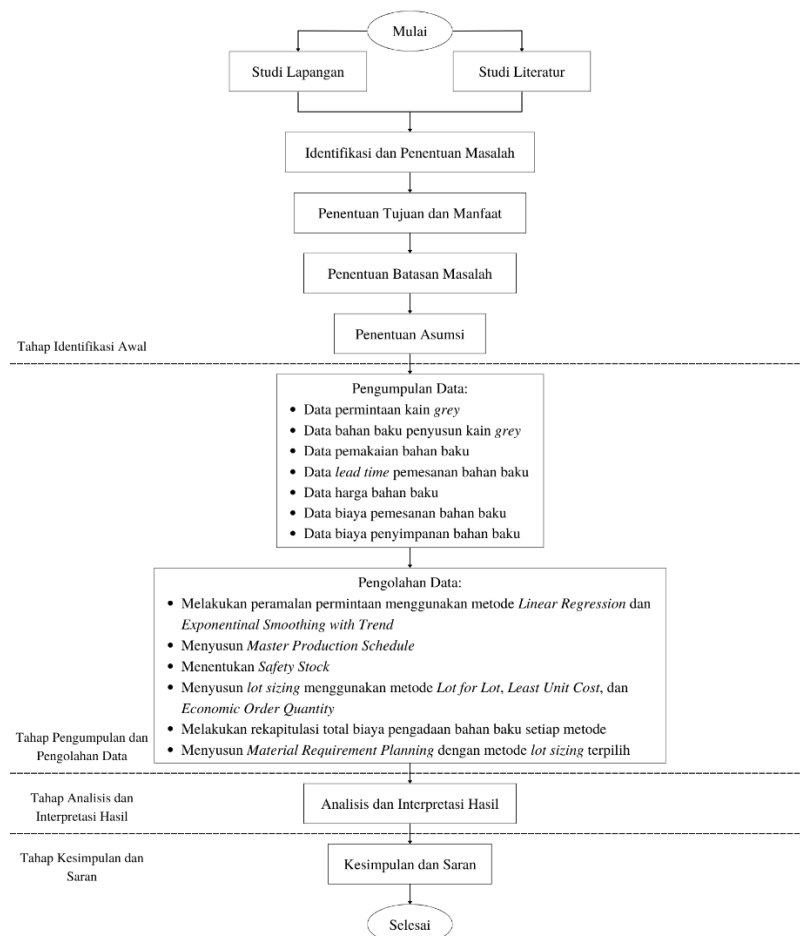 Mulai
Studi Lapangan
Studi Literatur
Identifikasi dan Penentuan Masalah
Penentuan Tujuan dan Manfaat
Penentuan Batasan Masalah
Penentuan Asumsi
Tahap Identifikasi Awal
Pengumpulan Data:
• Data permintaan kain grey
• Data bahan baku penyusun kain grey
• Data pemakaian bahan baku
• Data lead time pemesanan bahan baku
• Data harga bahan baku
• Data biaya pemesanan bahan baku
• Data biaya penyimpanan bahan baku
Pengolahan Data:
• Melakukan peramalan permintaan menggunakan metode Linear Regression dan
Exponentinal Smoothing with Trend
• Menyusun Master Production Schedule
• Menentukan Safety Stock
• Menyusun lot sizing menggunakan metode Lot for Lot, Least Unit Cost, dan
Economic Order Quantity
• Melakukan rekapitulasi total biaya pengadaan bahan baku setiap metode
• Menyusun Material Requirement Planning dengan metode lot sizing terpilih
Tahap Pengumpulan dan
Pengolahan Data
Tahap Analisis dan
Interpretasi Hasil
Analisis dan Interpretasi Hasil
Tahap Kesimpulan dan
Saran
Kesimpulan dan Saran
Selesai